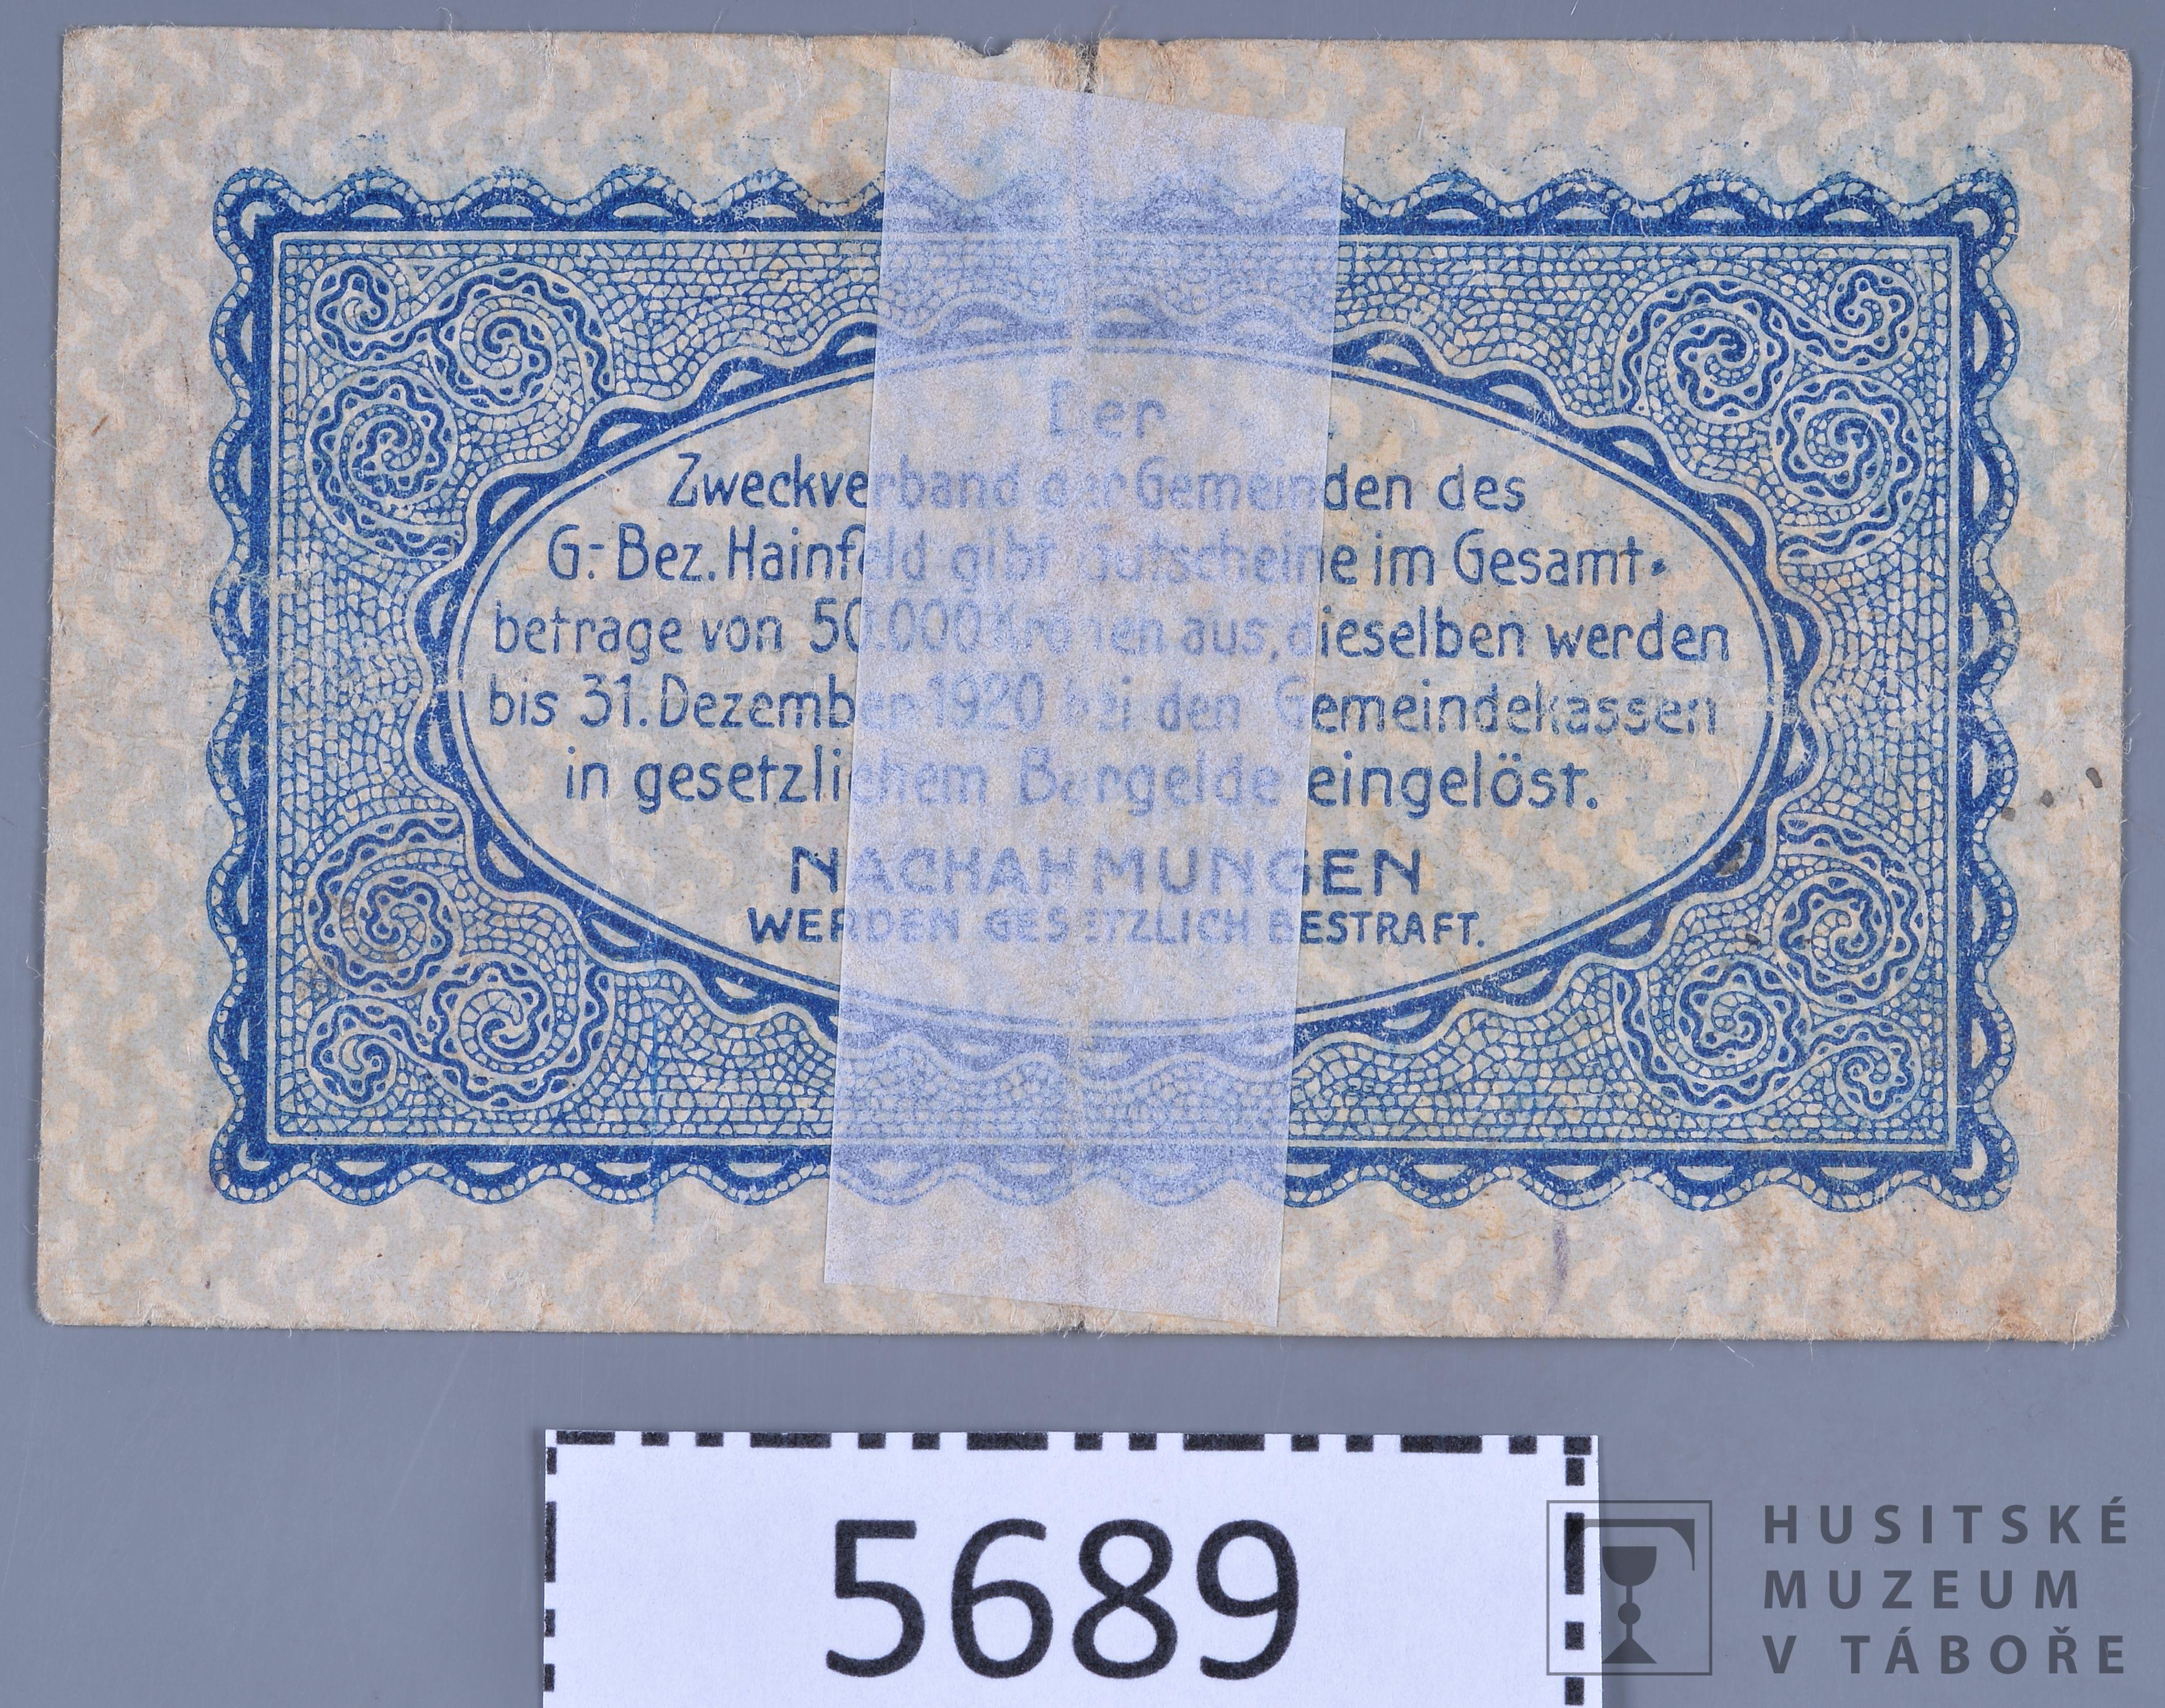 Der
Zweckverband der Gemeinden des
G.-Bez. Hainfeld gibt Gutscheine im Gesamt-
betrage von 50.000 Kronen aus, dieselben werden
bis 31. Dezember 1920 bei den Gemeindekassen
in gesetzlichem Bargelde eingelöst.
NACHAHMUNGEN
WERDEN GESETZLICH BESTRAFT.
5689
HUSITSKÉ
MUZEUM
V TÁBOŘE